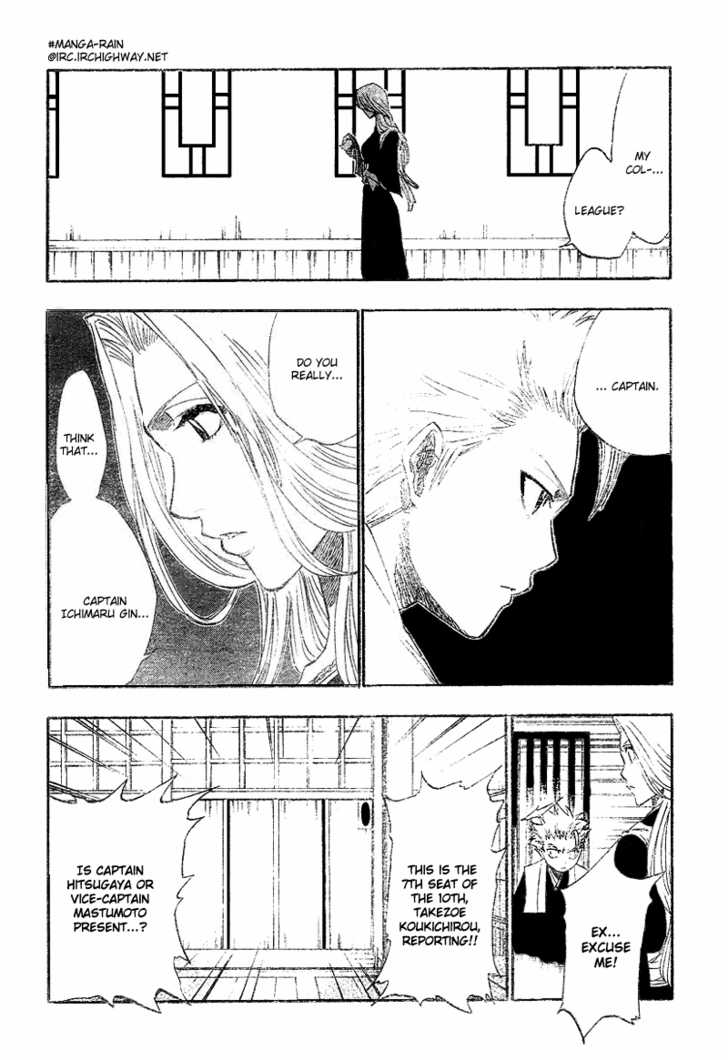 #MANGA-RAIN
@IRC.IRCHIGHWAY.NET
MY
COL-...
LEAGUE?
... CAPTAIN.
DO YOU
REALLY...
THINK
THAT...
CAPTAIN
ICHIMARU GIN...
EX...
EXCUSE
ME!
THIS IS THE
7TH SEAT OF
THE 10TH,
TAKEZOE
KOUKICHIROU,
REPORTING!!
IS CAPTAIN
HITSUGAYA OR
VICE-CAPTAIN
MASTUMOTO
PRESENT...?